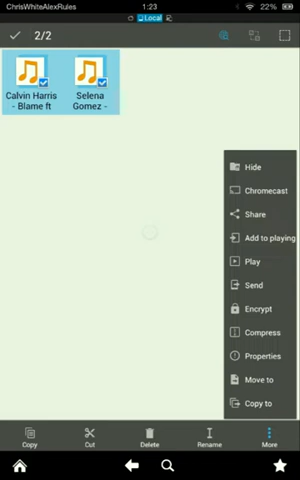 ChrisWhiteAlexRules
1:23
22%
Local
2/2
Calvin Harris
- Blame ft
Selena
Gomez -
Hide
Chromecast
Share
Add to playing
Play
Send
Encrypt
Compress
Properties
Move to
Copy to
Copy
Cut
Delete
Rename
More